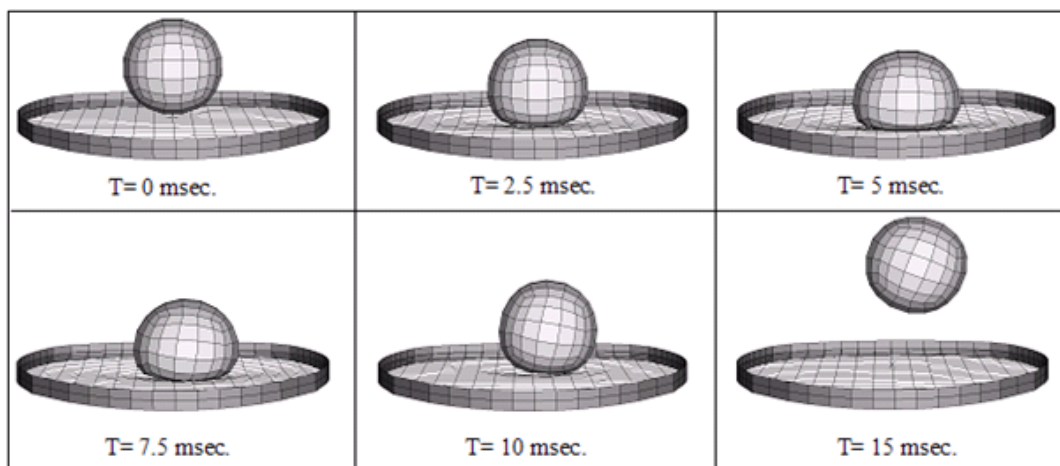 T= 0 msec.
T= 2.5 msec.
T= 5 msec.
T= 7.5 msec.
T= 10 msec.
T= 15 msec.